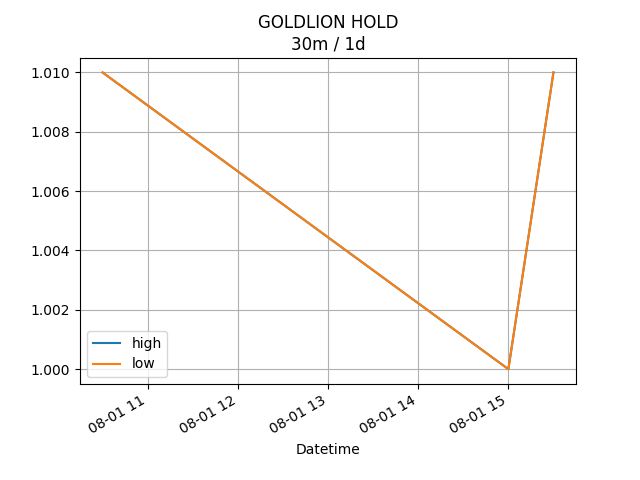 GOLDLION HOLD
30m / 1d
1.010
1.008
1.006
1.004
1.002
1.000
high
low
08-01 11
08-01 12
08-01 13
08-01 14
08-01 15
Datetime